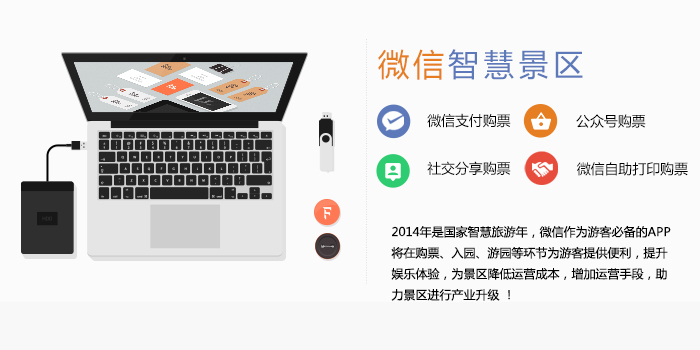 微信智慧景区
微信支付购票
公众号购票
社交分享购票
微信自助打印购票
2014年是国家智慧旅游年，微信作为游客必备的APP
将在购票、入园、游园等环节为游客提供便利，提升
娱乐体验，为景区降低运营成本，增加运营手段，助
力景区进行产业升级 ！
F